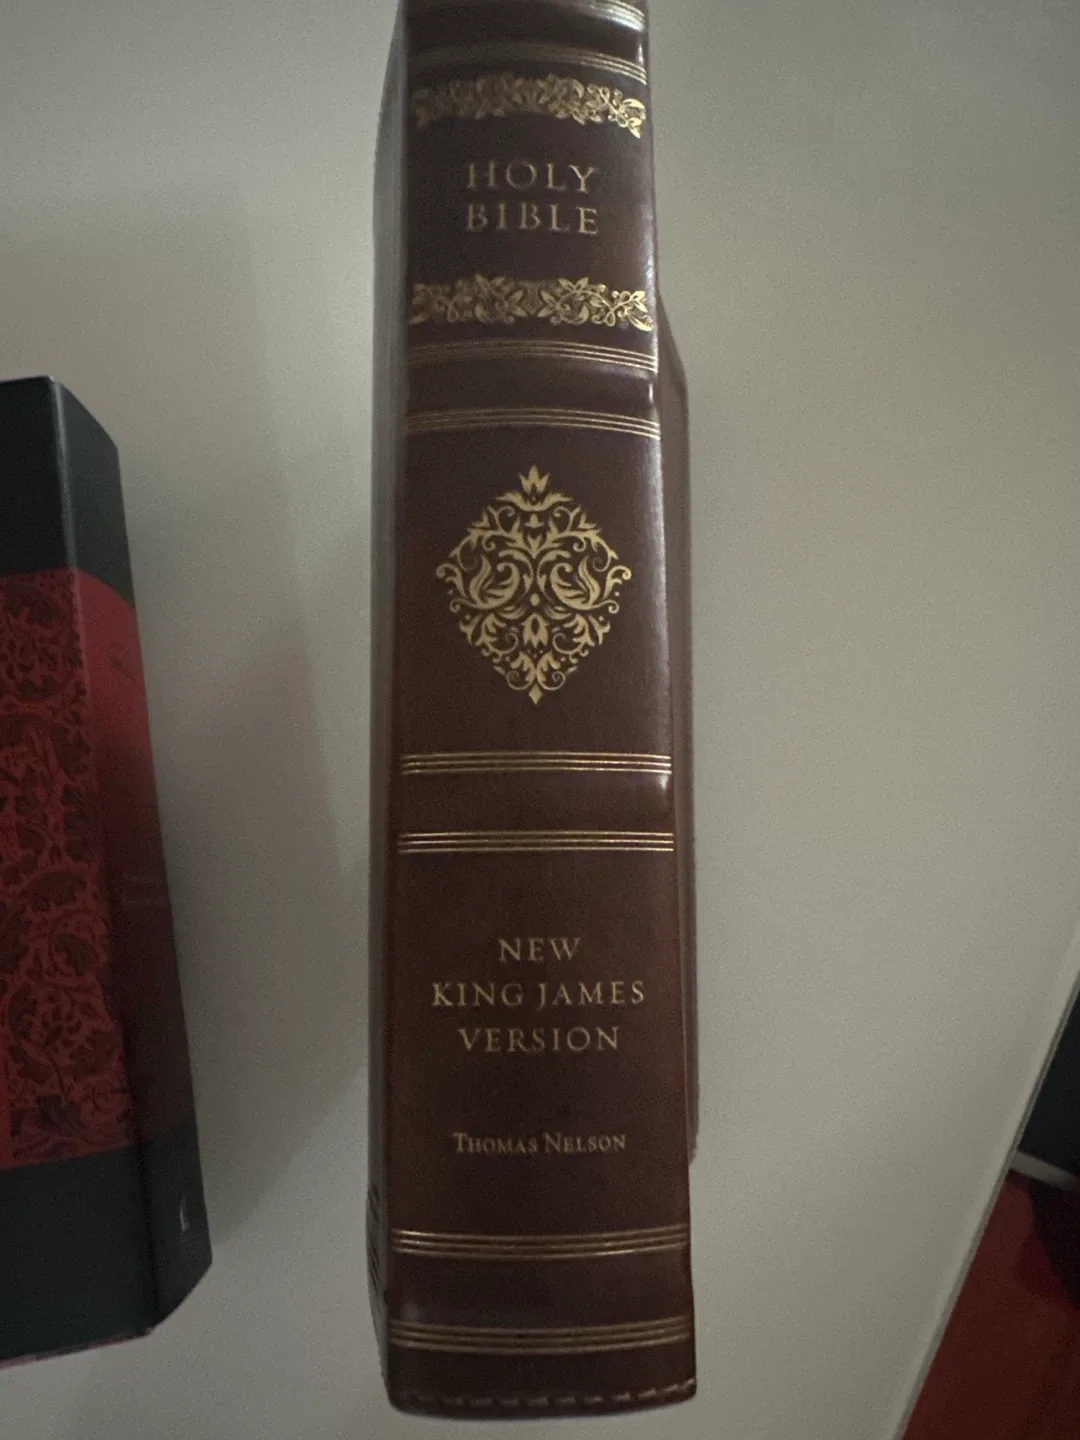 HOLY
BIBLE
NEW
KING JAMES
VERSION
THOMAS NELSON